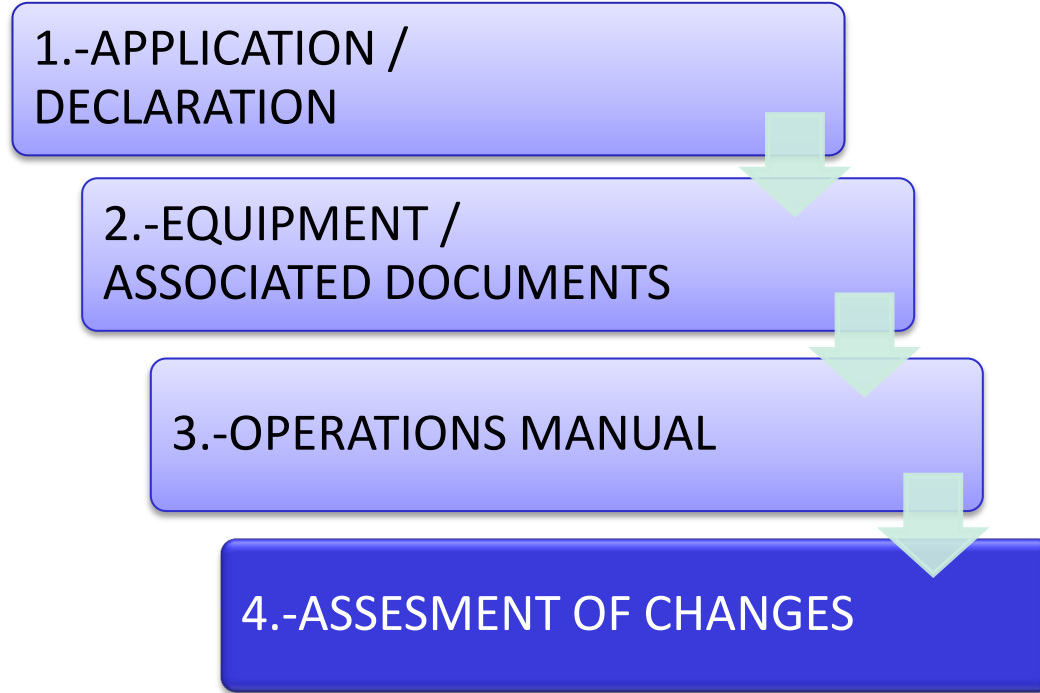 1.-APPLICATION /
DECLARATION
2.-EQUIPMENT /
ASSOCIATED DOCUMENTS
3.-OPERATIONS MANUAL
4.-ASSESMENT OF CHANGES